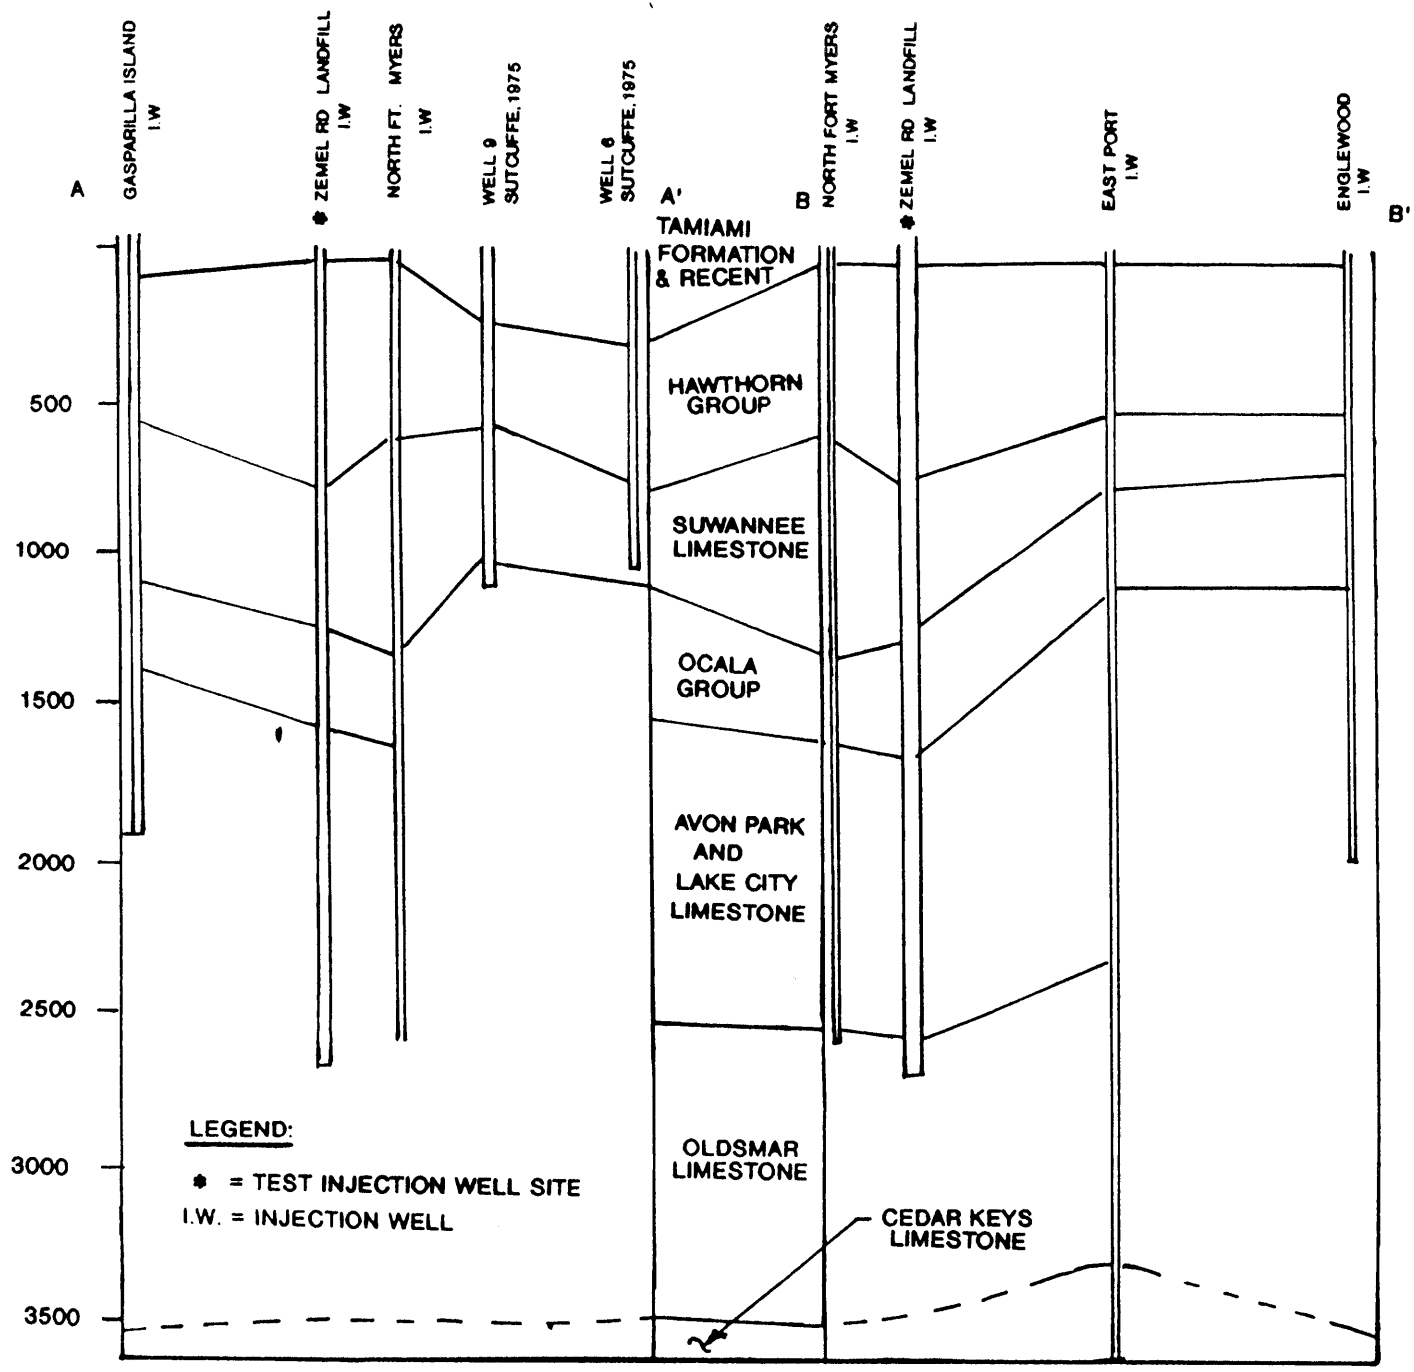 A
GASPARILLA ISLAND
I.W
* ZEMEL RD LANDFILL
I.W
NORTH FT. MYERS
I.W
WELL 9
SUTCUFFE, 1975
WELL 6
SUTCUFFE, 1975
A'
B
NORTH FORT MYERS
I.W
* ZEMEL RD LANDFILL
I.W
EAST PORT
I.W
ENGLEWOOD
I.W
B'
TAMIAMI
FORMATION
& RECENT
HAWTHORN
GROUP
SUWANNEE
LIMESTONE
OCALA
GROUP
AVON PARK
AND
LAKE CITY
LIMESTONE
OLDSMAR
LIMESTONE
CEDAR KEYS
LIMESTONE
500
1000
1500
2000
2500
3000
3500
LEGEND:
* = TEST INJECTION WELL SITE
I.W. = INJECTION WELL